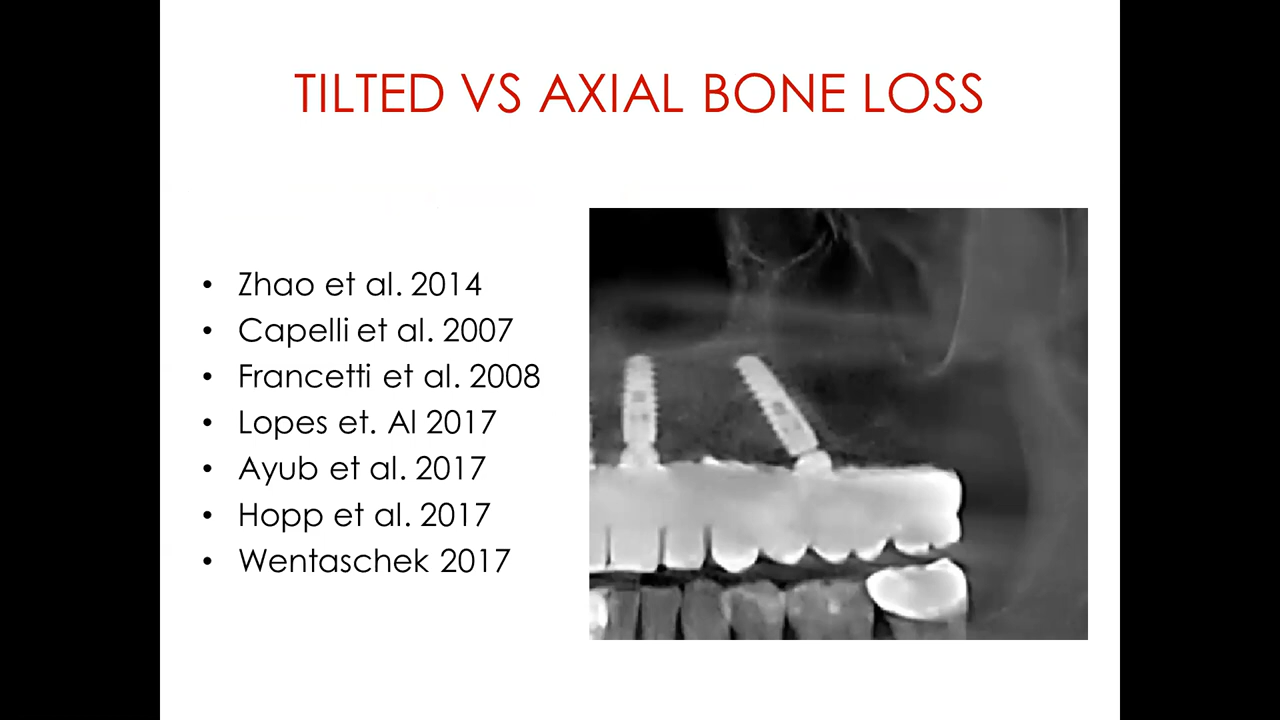 TILTED VS AXIAL BONE LOSS
• Zhao et al. 2014
• Capelli et al. 2007
• Francetti et al. 2008
• Lopes et. Al 2017
• Ayub et al. 2017
• Hopp et al. 2017
• Wentaschek 2017